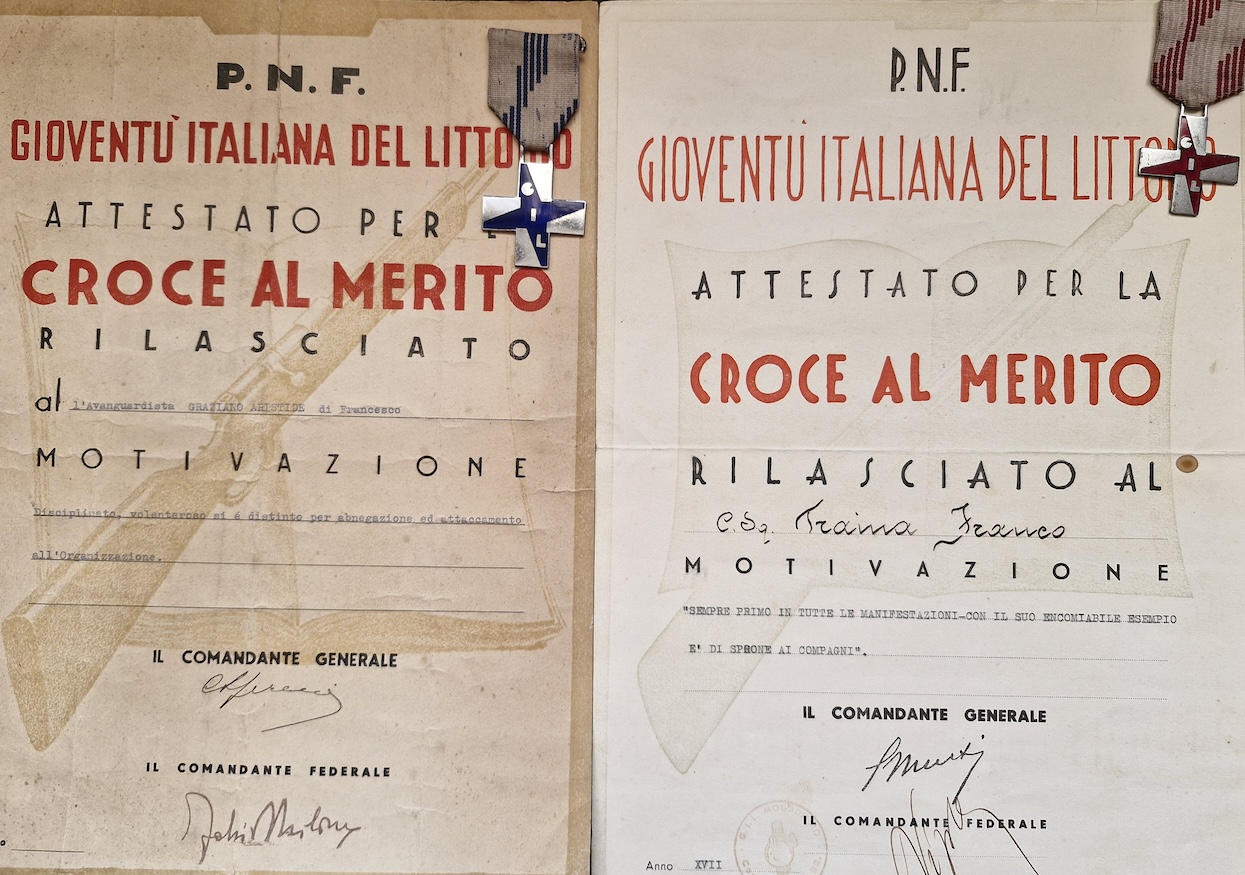 P. N. F.
GIOVENTÙ ITALIANA DEL LITTORIO
ATTESTATO PER L
CROCE AL MERITO
RILASCIATO
al l'Avanguardista GRAZIANO ARISTIDE di Francesco
MOTIVAZIONE
Disciplinato, volenteroso si é distinto per abnegazione ed attaccamento
all'Organizzazione.
IL COMANDANTE GENERALE
IL COMANDANTE FEDERALE
G
I
L
P.N.F.
GIOVENTÙ ITALIANA DEL LITTORIO
ATTESTATO PER LA
CROCE AL MERITO
RILASCIATO AL
C. Sq. Traina Franco
MOTIVAZIONE
"SEMPRE PRIMO IN TUTTE LE MANIFESTAZIONI-CON IL SUO ENCOMIABILE ESEMPIO
E' DI SPRONE AI COMPAGNI".
IL COMANDANTE GENERALE
IL COMANDANTE FEDERALE
Anno XVII
G
I
L